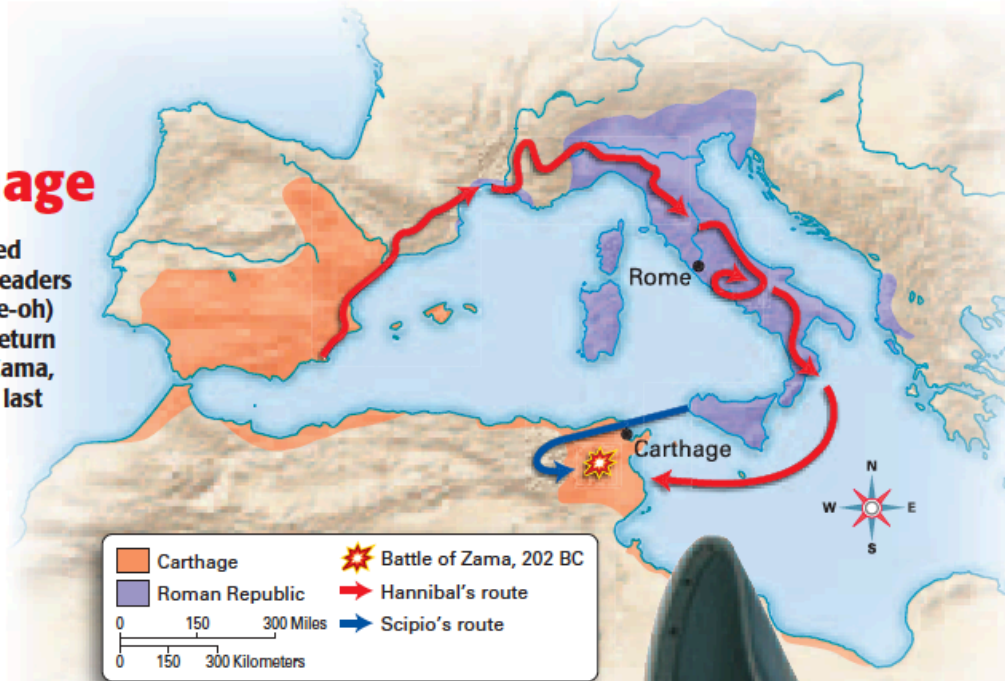 age
ed
eaders
e-oh)
eturn
Zama,
last
Rome
Carthage
N
W E
S
Carthage
Roman Republic
0 150 300 Miles
0 150 300 Kilometers
Battle of Zama, 202 BC
Hannibal's route
Scipio's route